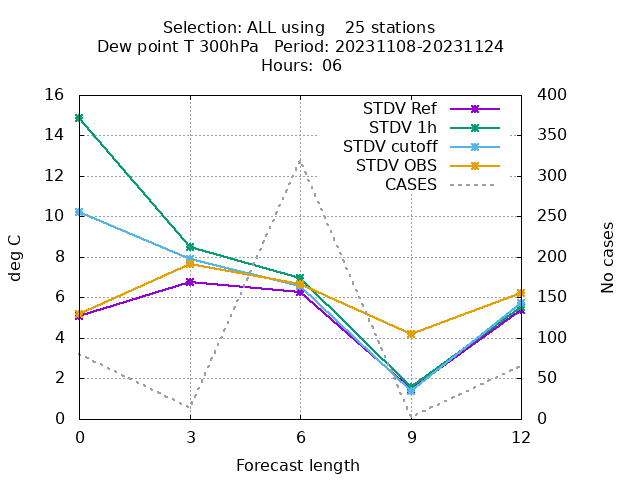 Selection: ALL using    25 stations
Dew point T 300hPa   Period: 20231108-20231124
Hours: 06
16
14
12
10
8
6
4
2
0
deg C
STDV Ref
STDV 1h
STDV cutoff
STDV OBS
CASES
400
350
300
250
200
150
100
50
0
No cases
0 3 6 9 12
Forecast length